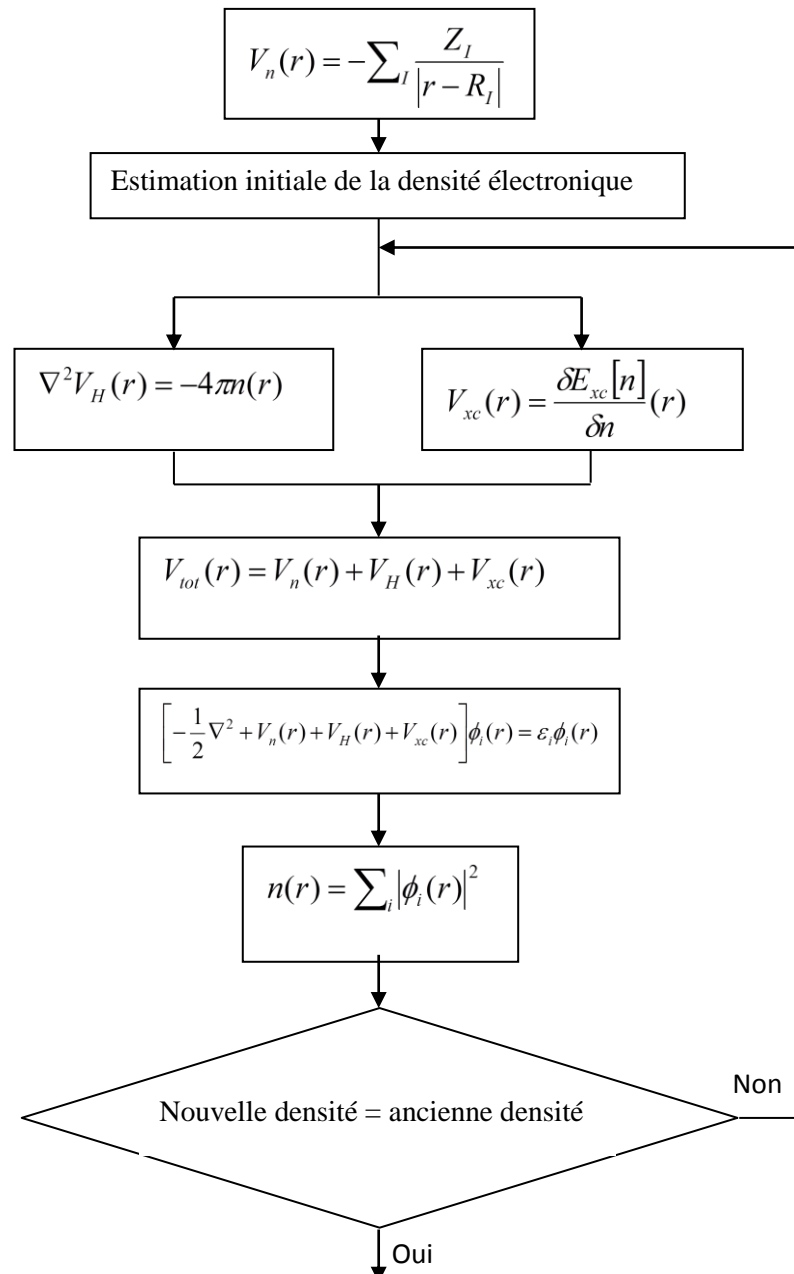 V_n(r) = -∑_I Z_I / |r - R_I|
Estimation initiale de la densité électronique
∇²V_H(r) = -4πn(r)
V_xc(r) = δE_xc[n] / δn (r)
V_tot(r) = V_n(r) + V_H(r) + V_xc(r)
[-1/2 ∇² + V_n(r) + V_H(r) + V_xc(r)] ϕ_i(r) = ε_i ϕ_i(r)
n(r) = ∑_i |ϕ_i(r)|²
Non
Nouvelle densité = ancienne densité
Oui